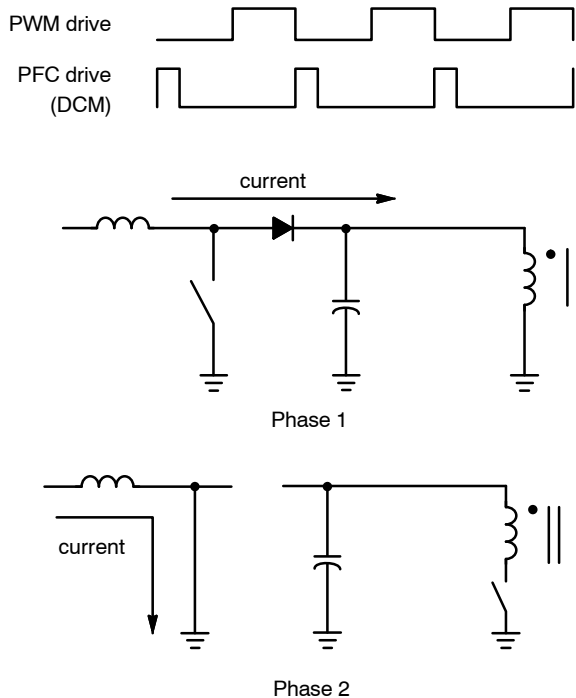 PWM drive
PFC drive
(DCM)
current
Phase 1
current
Phase 2